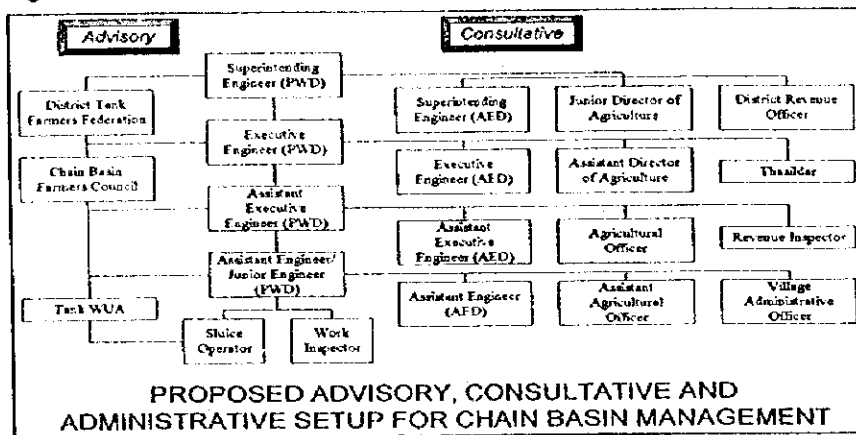 Advisory
Consultative
Superintending
Engineer (PWD)
District Tank
Farmers Federation
Superintending
Engineer (AED)
Junior Director of
Agriculture
District Revenue
Officer
Executive
Engineer (PWD)
Chain Basin
Farmers Council
Executive
Engineer (AED)
Assistant Director
of Agriculture
Thasildar
Assistant
Executive
Engineer (PWD)
Assistant
Executive
Engineer (AED)
Agricultural
Officer
Revenue Inspector
Assistant Engineer/
Junior Engineer
(PWD)
Tank WUA
Assistant Engineer
(AED)
Assistant
Agricultural
Officer
Village
Administrative
Officer
Sluice
Operator
Work
Inspector
PROPOSED ADVISORY, CONSULTATIVE AND
ADMINISTRATIVE SETUP FOR CHAIN BASIN MANAGEMENT